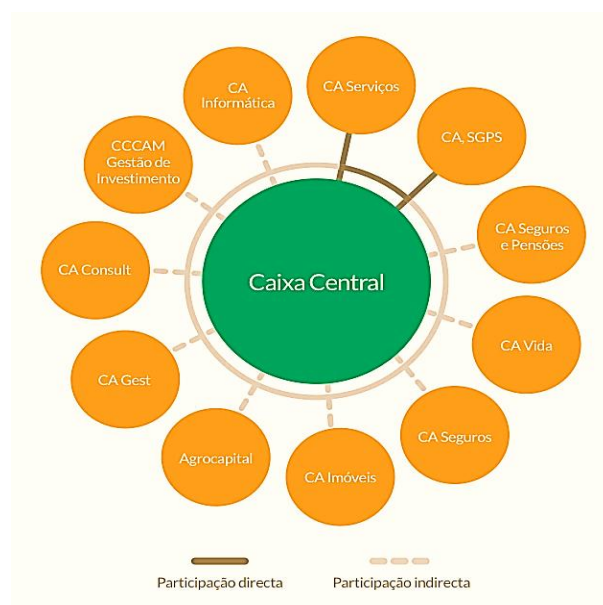 CA
Informática
CA Serviços
CA, SGPS
CCCAM
Gestão de
Investimento
CA Seguros
e Pensões
CA Consult
Caixa Central
CA Vida
CA Gest
CA Seguros
Agrocapital
CA Imóveis
Participação directa
Participação indirecta